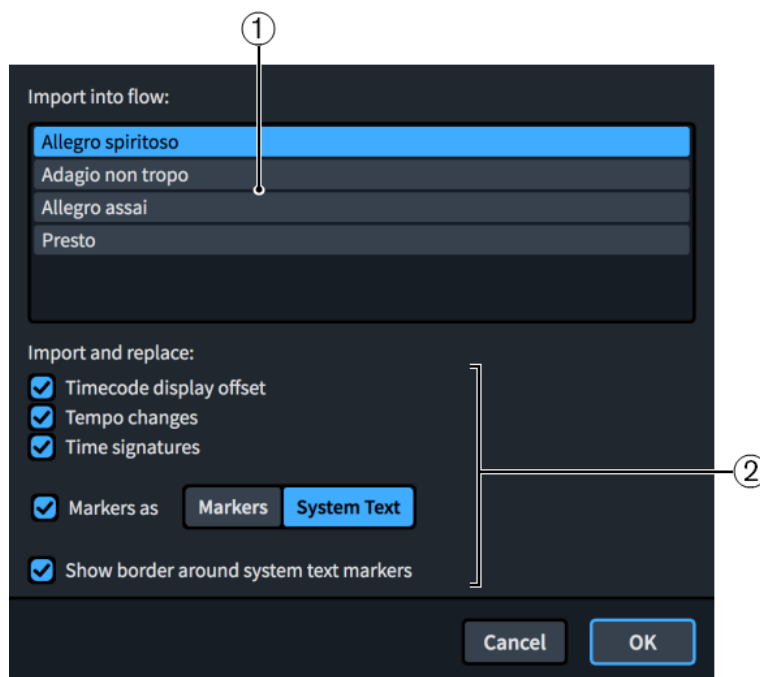 ①
Import into flow:
Allegro spiritoso
Adagio non tropo
Allegro assai
Presto
Import and replace:
Timecode display offset
Tempo changes
Time signatures
②
Markers as Markers System Text
Show border around system text markers
Cancel OK